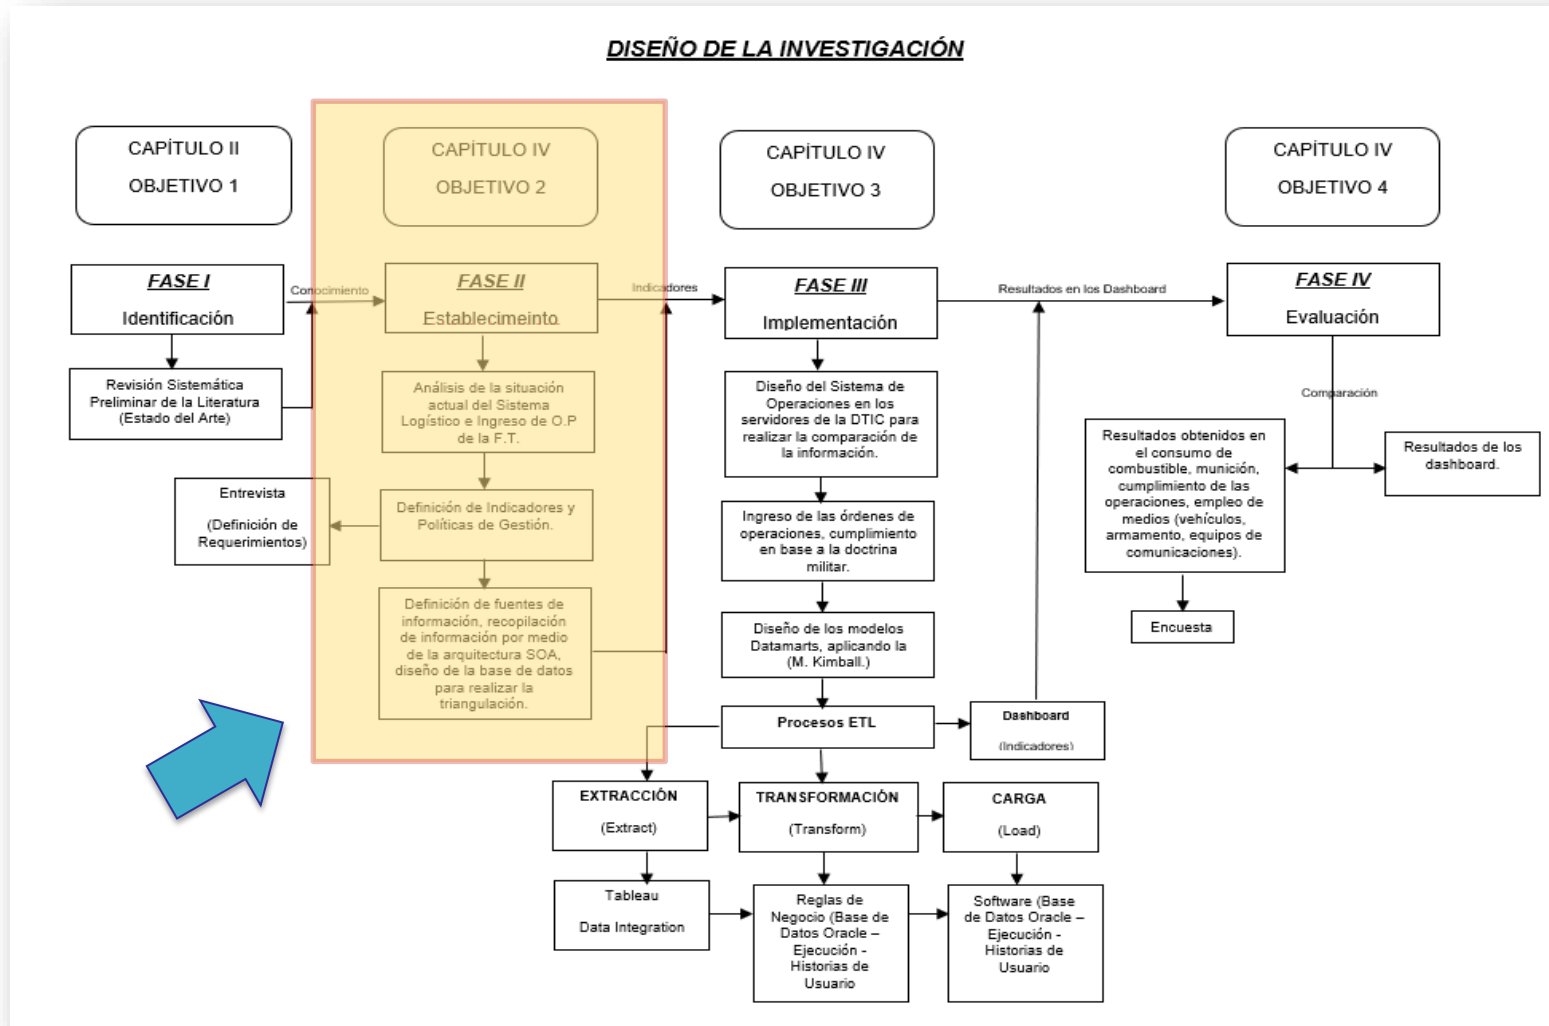 DISEÑO DE LA INVESTIGACIÓN
CAPÍTULO II
OBJETIVO 1
CAPÍTULO IV
OBJETIVO 2
CAPÍTULO IV
OBJETIVO 3
CAPÍTULO IV
OBJETIVO 4
FASE I
Identificación
Conocimiento
FASE II
Establecimeinto
Indicadores
FASE III
Implementación
Resultados en los Dashboard
FASE IV
Evaluación
Revisión Sistemática
Preliminar de la Literatura
(Estado del Arte)
Análisis de la situación
actual del Sistema
Logístico e Ingreso de O.P
de la F.T.
Entrevista
(Definición de
Requerimientos)
Definición de Indicadores y
Políticas de Gestión.
Definición de fuentes de
información, recopilación
de información por medio
de la arquitectura SOA,
diseño de la base de datos
para realizar la
triangulación.
Diseño del Sistema de
Operaciones en los
servidores de la DTIC para
realizar la comparación de
la información.
Ingreso de las órdenes de
operaciones, cumplimiento
en base a la doctrina
militar.
Diseño de los modelos
Datamarts, aplicando la
(M. Kimball.)
Procesos ETL
Dashboard
(Indicadores)
Comparación
Resultados obtenidos en
el consumo de
combustible, munición,
cumplimiento de las
operaciones, empleo de
medios (vehículos,
armamento, equipos de
comunicaciones).
Resultados de los
dashboard.
Encuesta
EXTRACCIÓN
(Extract)
TRANSFORMACIÓN
(Transform)
CARGA
(Load)
Tableau
Data Integration
Reglas de
Negocio (Base de
Datos Oracle –
Ejecución -
Historias de
Usuario
Software (Base
de Datos Oracle –
Ejecución -
Historias de
Usuario